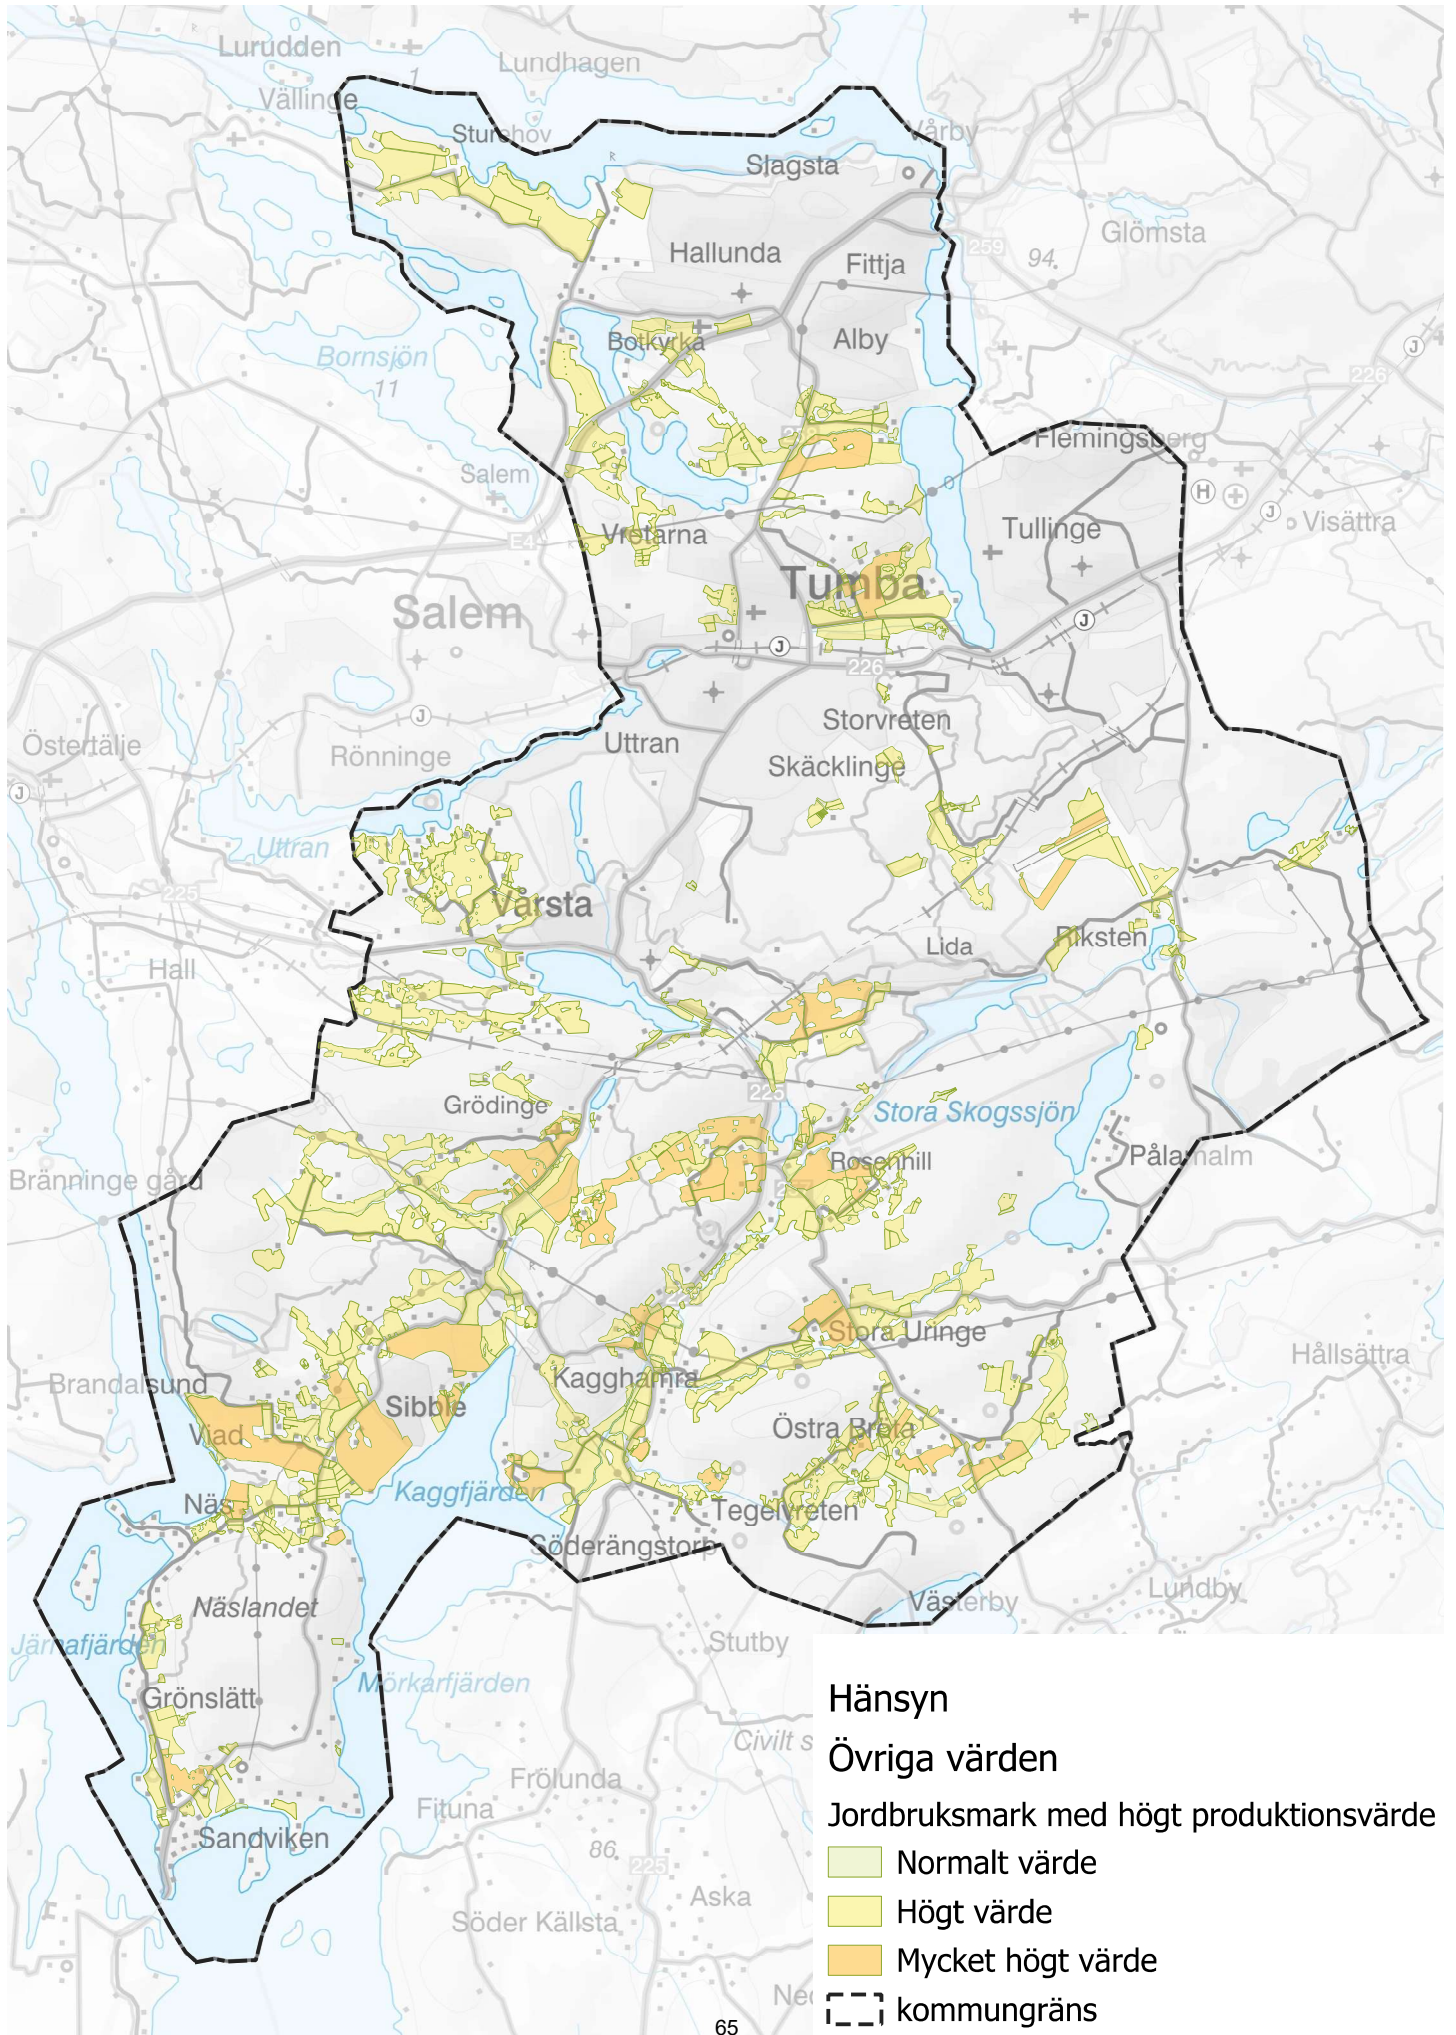 Lurudden
Lundhagen
1
Vällinge
Sturehov
Vårby
Slagsta
Glömsta
259
Hallunda
94
Fittja
Botkyrka
Alby
Bornsjön
11
J
226
Flemingsberg
Salem
H
J
Visättra
Tullinge
Vretarna
E4
Tumba
Salem
J
J
226
J
Storvreten
Östertälje
Uttran
Rönninge
Skäcklinge
J
Uttran
225
Vårsta
Riksten
Lida
Hall
225
Grödinge
Stora Skogssjön
Pålamalm
Rosenhill
Bränninge gård
Stora Uringe
Hållsättra
Kagghamra
Brandalsund
Sibble
Viad
Östra Bröta
Kaggfjärden
Näs
Tegelvreten
Söderängstorp
Lundby
Västerby
Näslandet
Stutby
Järnafjärden
Mörkarfjärden
Grönslätt
Civilt s
Frölunda
Fituna
Sandviken
86
225
Aska
Söder Källsta
Hänsyn
Övriga värden
Jordbruksmark med högt produktionsvärde
Normalt värde
Högt värde
Mycket högt värde
kommungräns
65